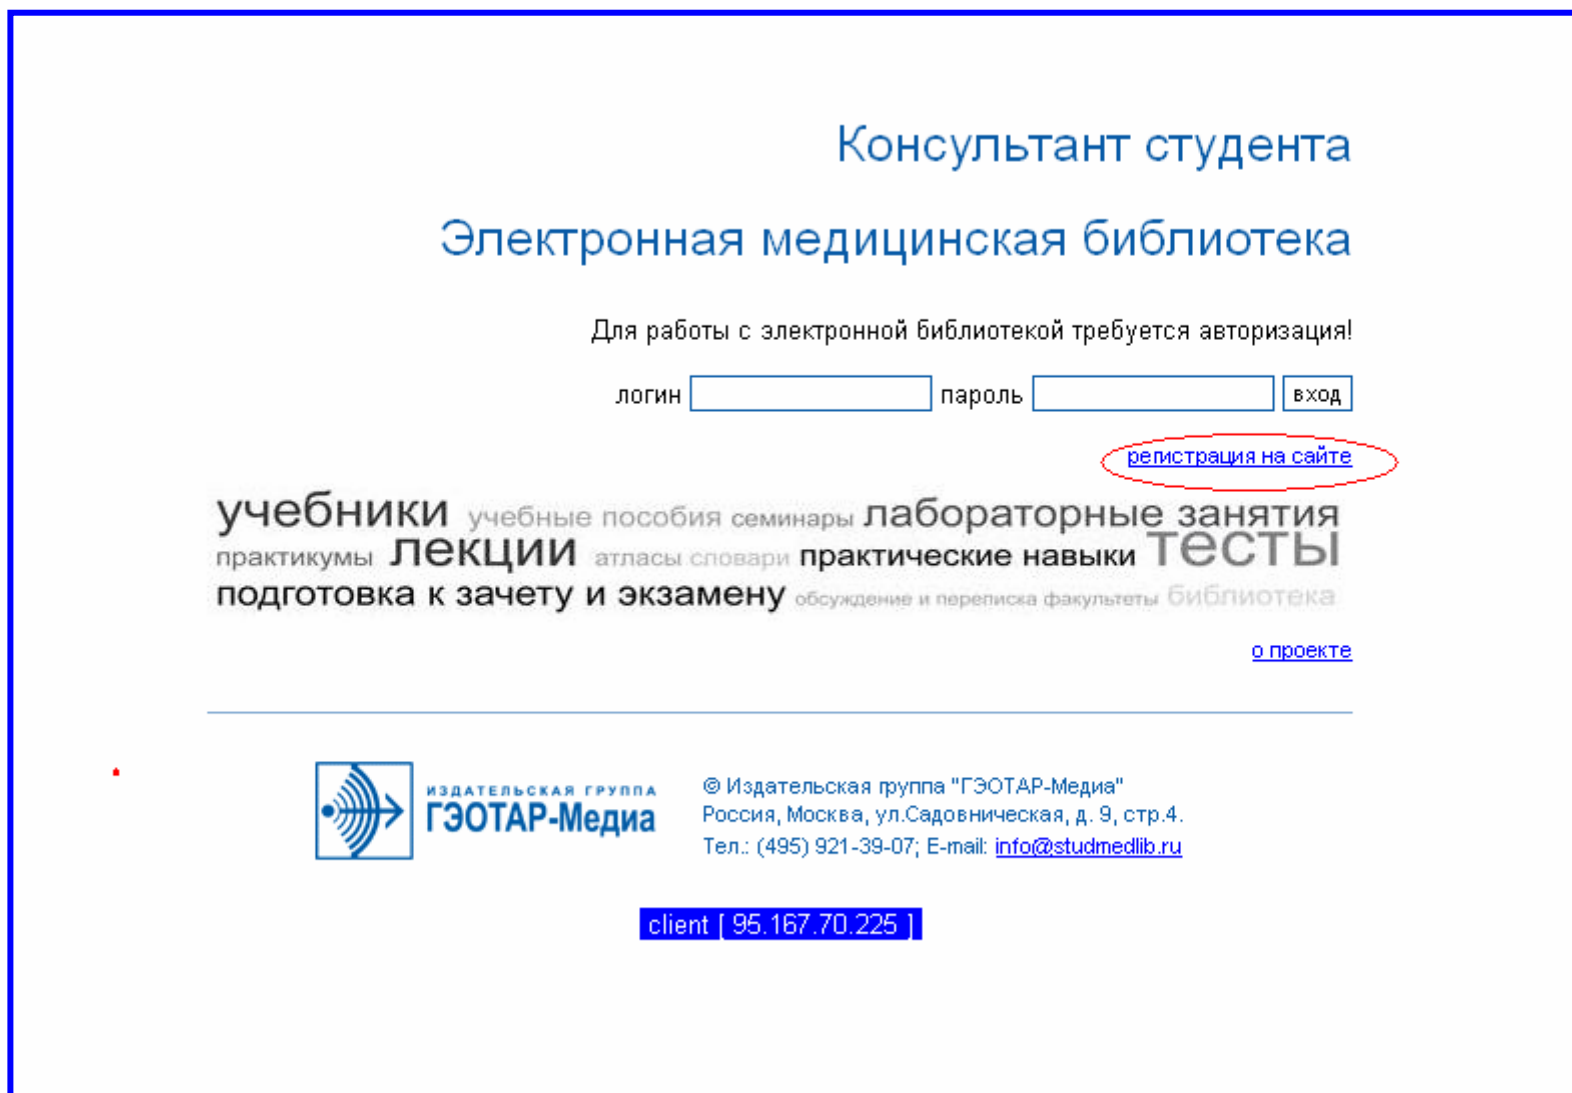 Консультант студента
Электронная медицинская библиотека
Для работы с электронной библиотекой требуется авторизация!
логин пароль вход
регистрация на сайте
учебники учебные пособия семинары лабораторные занятия
практикумы лекции атласы словари практические навыки тесты
подготовка к зачету и экзамену обсуждение и переписка факультеты библиотека
о проекте
ИЗДАТЕЛЬСКАЯ ГРУППА
ГЭОТАР-Медиа
© Издательская группа "ГЭОТАР-Медиа"
Россия, Москва, ул.Садовническая, д. 9, стр.4.
Тел.: (495) 921-39-07; E-mail: info@studmedlib.ru
client [ 95.167.70.225 ]